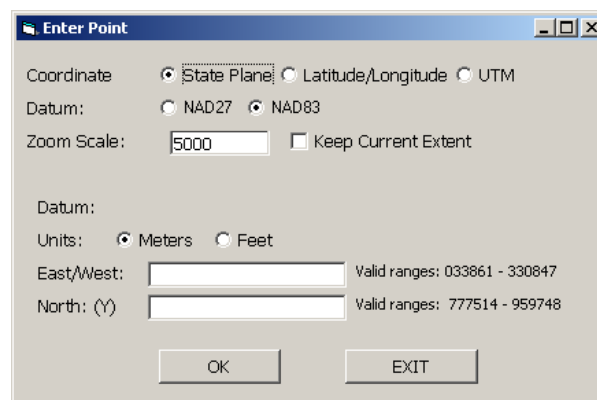 Enter Point
Coordinate State Plane Latitude/Longitude UTM
Datum: NAD27 NAD83
Zoom Scale: 5000 Keep Current Extent
Datum:
Units: Meters Feet
East/West: Valid ranges: 033861 - 330847
North: (Y) Valid ranges: 777514 - 959748
OK EXIT